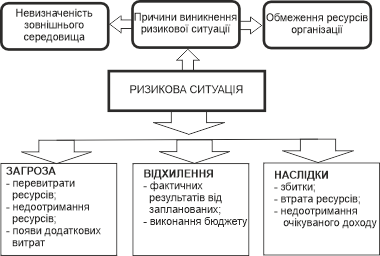 Невизначеність
зовнішнього
середовища
Причини виникнення
ризикової ситуації
Обмеження ресурсів
організації
РИЗИКОВА СИТУАЦІЯ
ЗАГРОЗА
- перевитрати
ресурсів;
- недоотримання
ресурсів;
- появи додаткових
витрат
ВІДХИЛЕННЯ
- фактичних
результатів від
запланованих;
- виконання бюджету
НАСЛІДКИ
- збитки;
- втрата ресурсів;
- недоотримання
очікуваного доходу